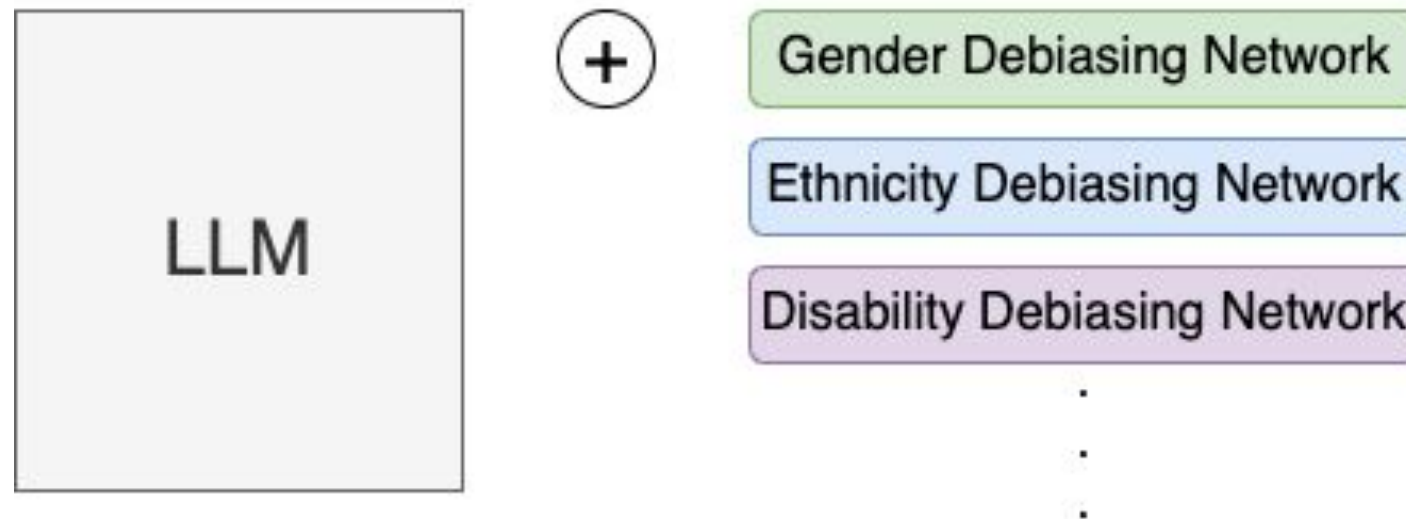 LLM
+
Gender Debiasing Network
Ethnicity Debiasing Network
Disability Debiasing Network
.
.
.